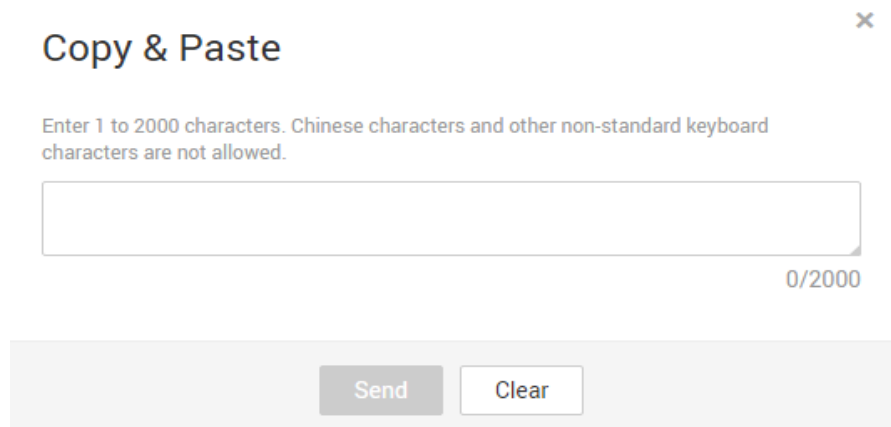 ×
Copy & Paste
Enter 1 to 2000 characters. Chinese characters and other non-standard keyboard
characters are not allowed.
0/2000
Send
Clear